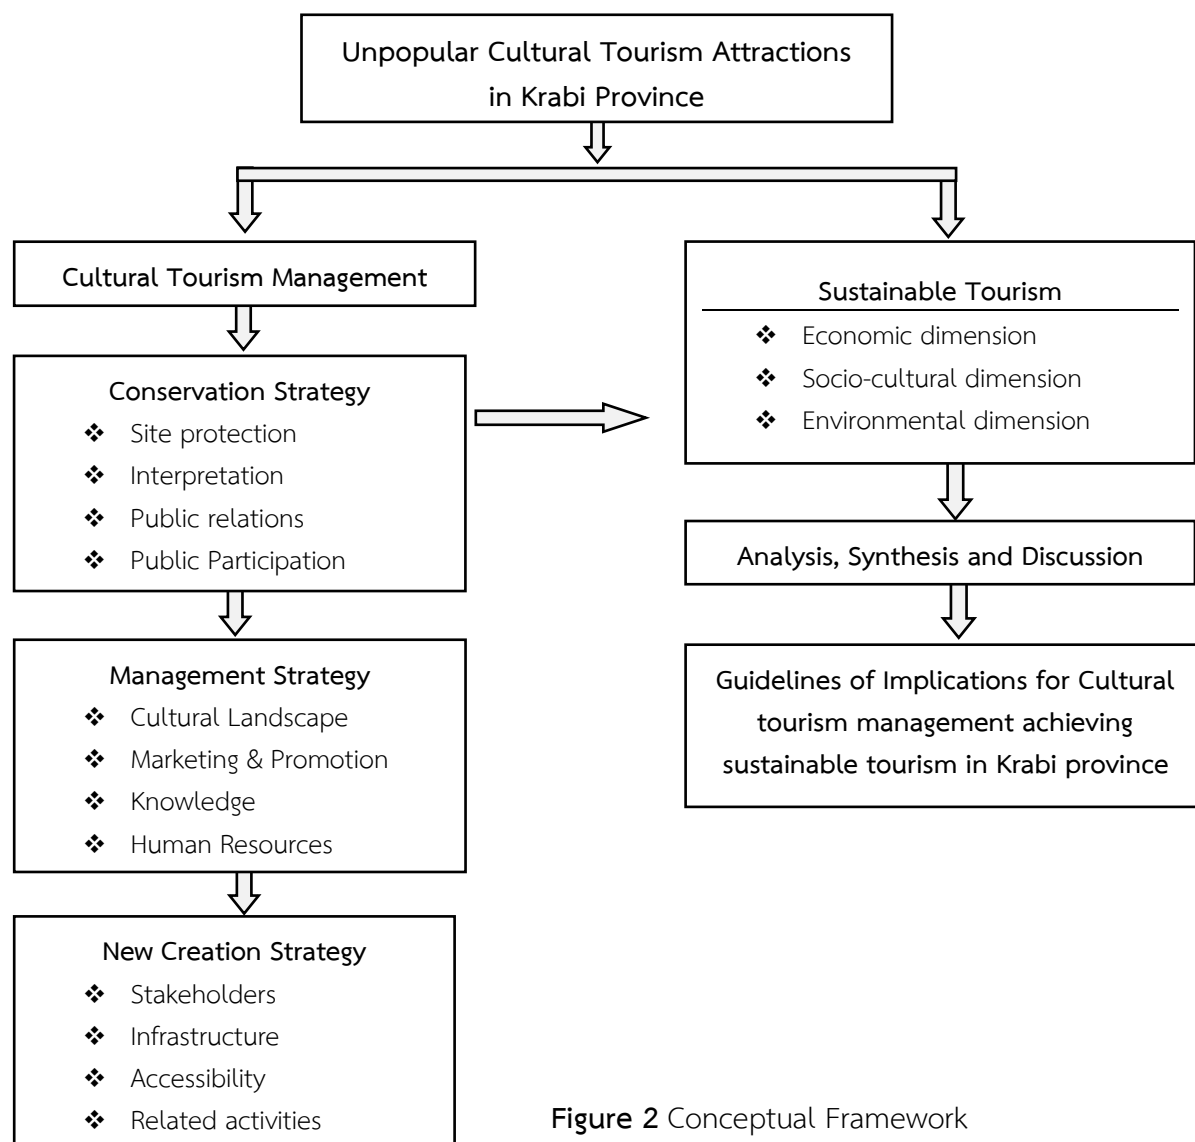 Unpopular Cultural Tourism Attractions
in Krabi Province
Cultural Tourism Management
Conservation Strategy
❖ Site protection
❖ Interpretation
❖ Public relations
❖ Public Participation
Management Strategy
❖ Cultural Landscape
❖ Marketing & Promotion
❖ Knowledge
❖ Human Resources
New Creation Strategy
❖ Stakeholders
❖ Infrastructure
❖ Accessibility
❖ Related activities
Sustainable Tourism
❖ Economic dimension
❖ Socio-cultural dimension
❖ Environmental dimension
Analysis, Synthesis and Discussion
Guidelines of Implications for Cultural
tourism management achieving
sustainable tourism in Krabi province
Figure 2 Conceptual Framework